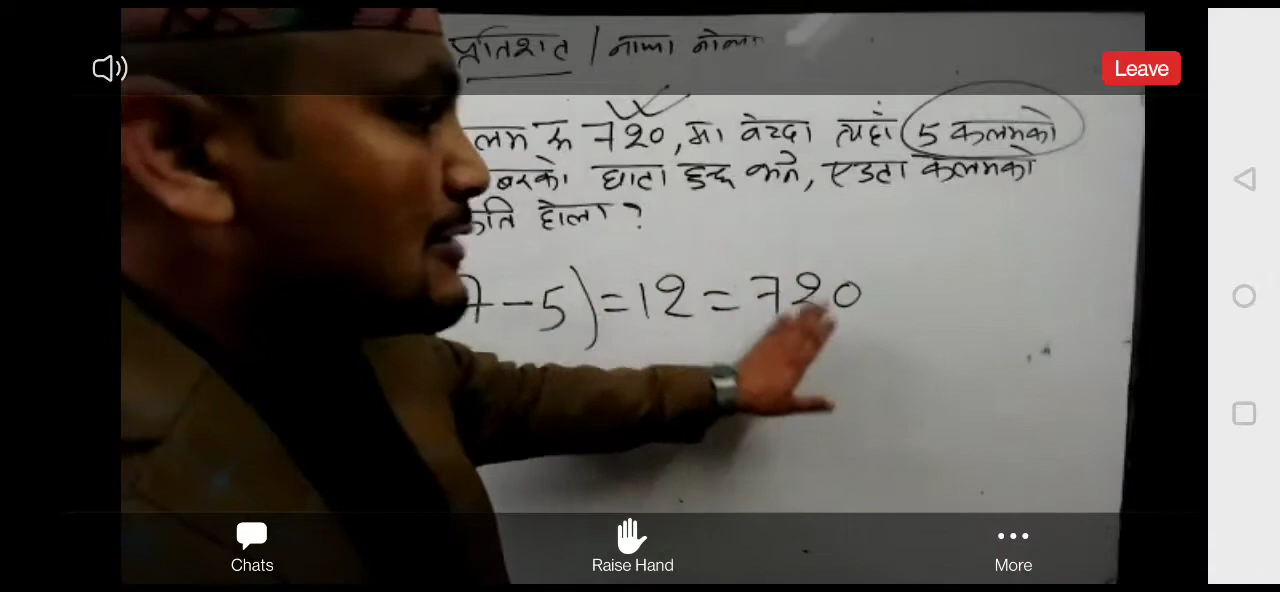 प्रतिशत / नाफा नोक्सा
Leave
लम रू 720, मा बेच्दा त्यहाँ 5 कलमको
बरको घाटा हुन्छ भने, एउटा कलमको
कति होला ?
7 - 5) = 12 = 720
Chats
Raise Hand
More